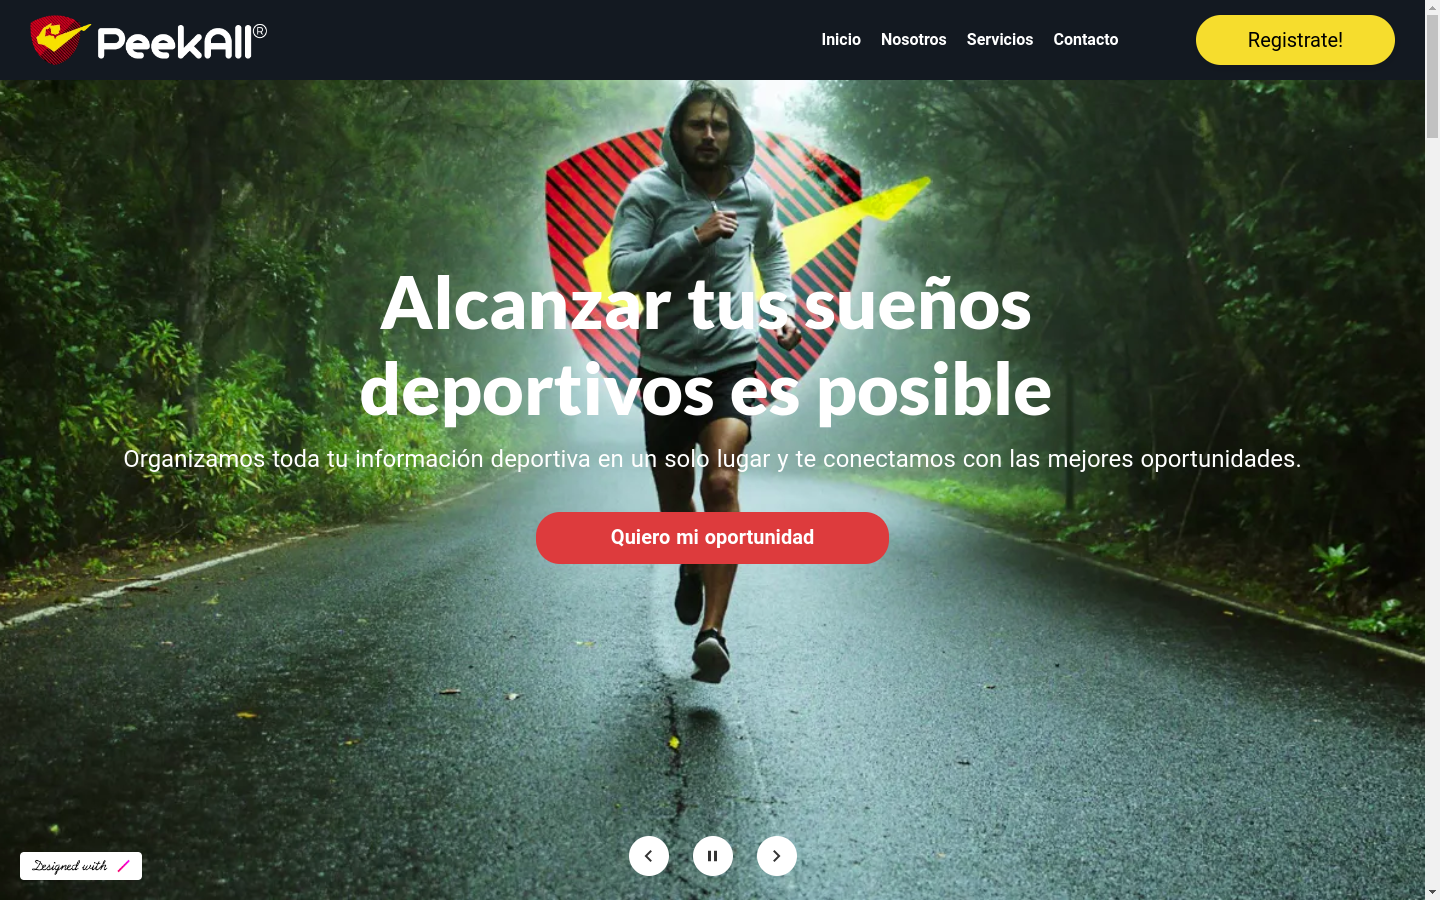 PeekAll®
Inicio Nosotros Servicios Contacto
Registrate!
Alcanzar tus sueños
deportivos es posible
Organizamos toda tu información deportiva en un solo lugar y te conectamos con las mejores oportunidades.
Quiero mi oportunidad
Designed with